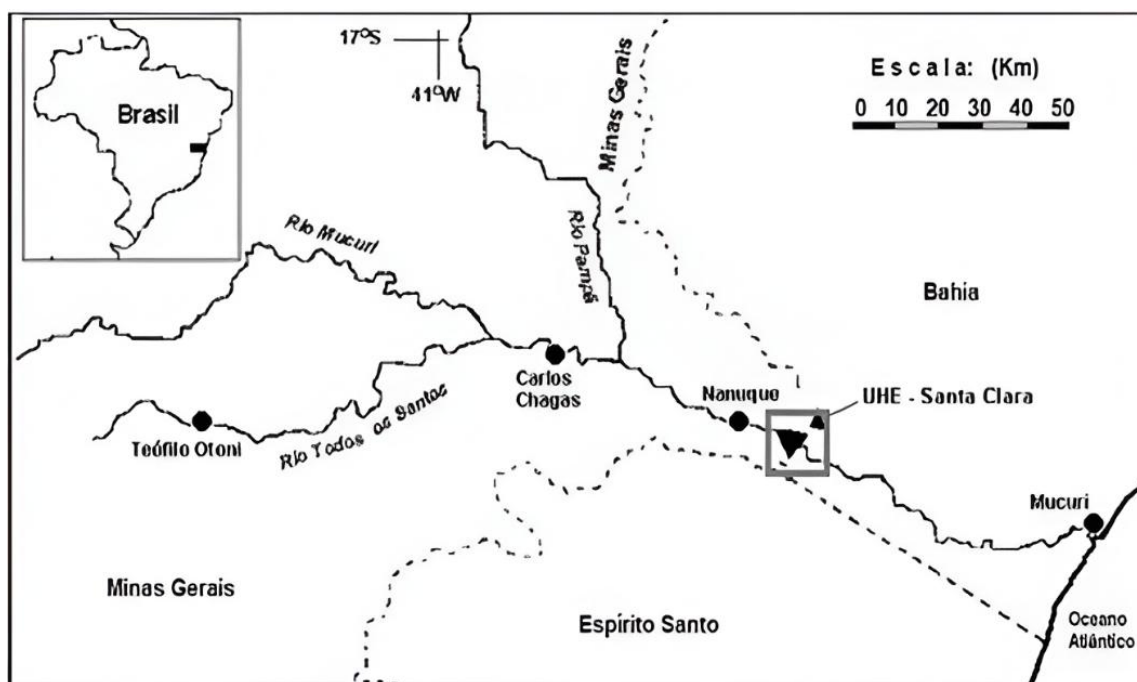 Brasil
17ºS
41ºW
Minas Gerais
Escala: (Km)
0 10 20 30 40 50
Rio Mucuri
Rio Pampã
Bahia
Carlos
Chagas
Nanuque
UHE - Santa Clara
Teófilo Otoni
Rio Todos os Santos
Mucuri
Minas Gerais
Espírito Santo
Oceano
Atlântico